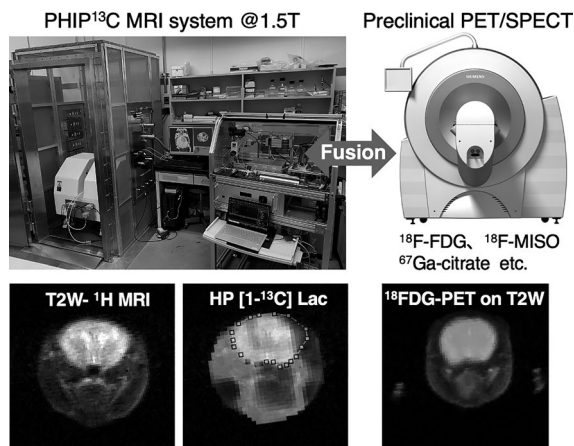 PHIP¹³C MRI system @1.5T
Preclinical PET/SPECT
SIEMENS
Fusion
¹⁸F-FDG、 ¹⁸F-MISO
⁶⁷Ga-citrate etc.
T2W- ¹H MRI
HP [1-¹³C] Lac
¹⁸FDG-PET on T2W